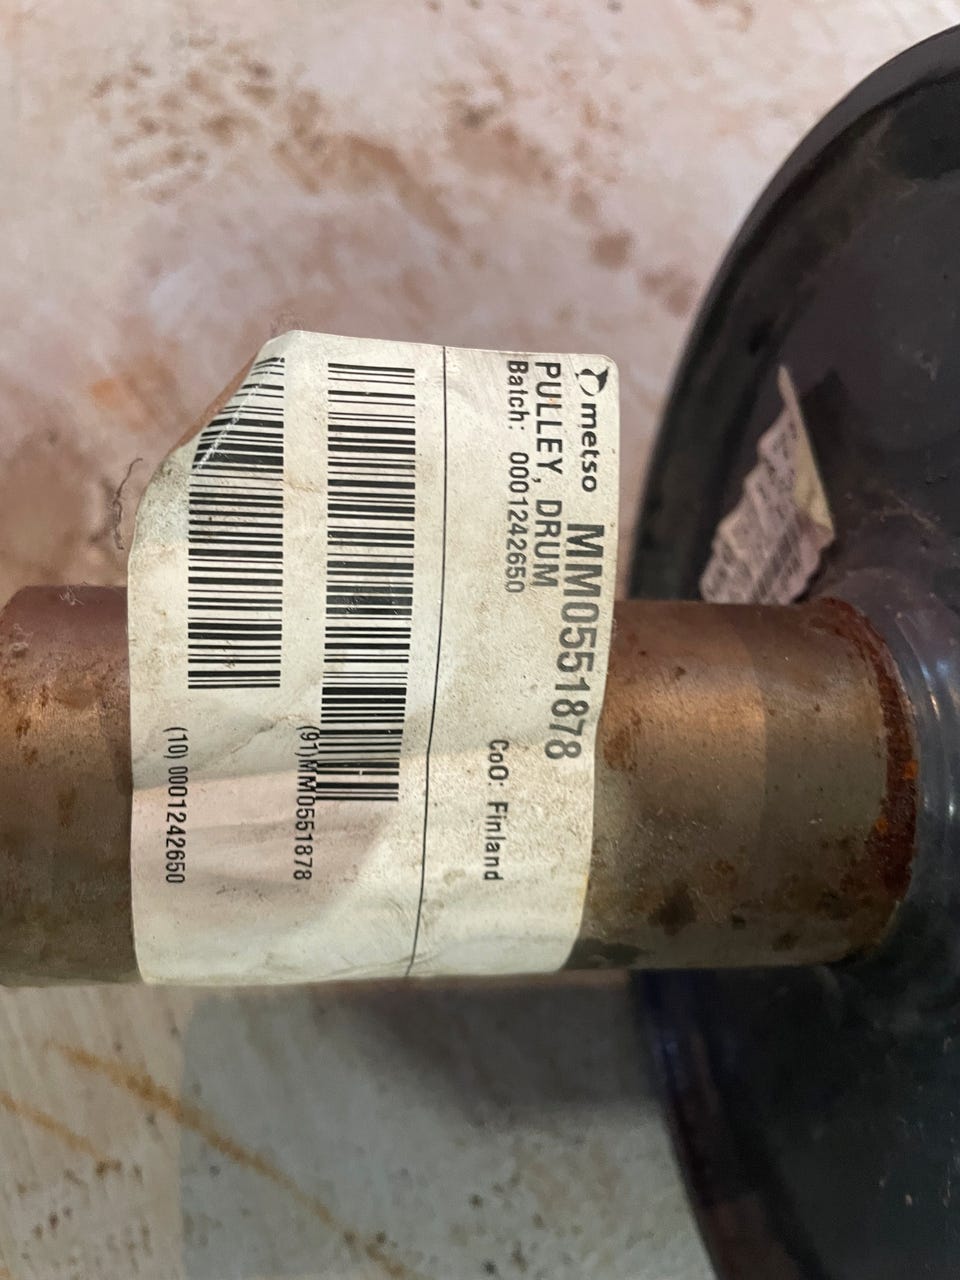 metso MM0551878
PULLEY, DRUM
Batch: 0001242650 CoO: Finland
(91)MM0551878
(10) 0001242650